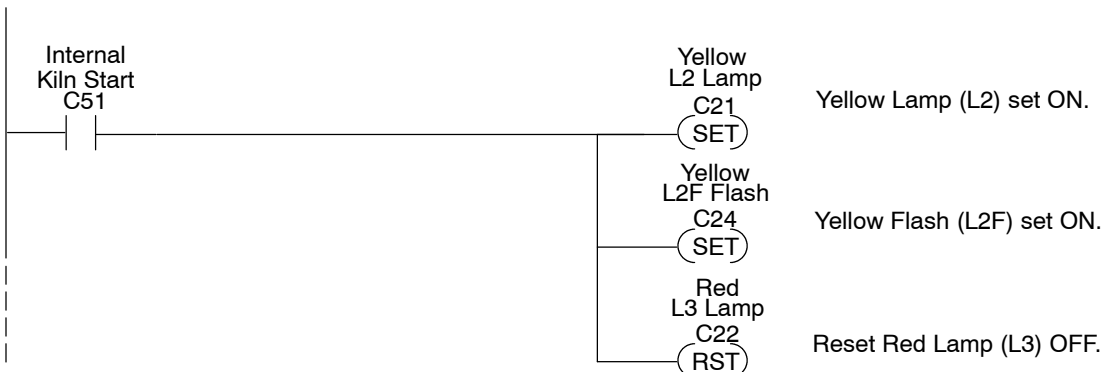 Internal
Kiln Start
C51
Yellow
L2 Lamp
C21
SET
Yellow Lamp (L2) set ON.
Yellow
L2F Flash
C24
SET
Yellow Flash (L2F) set ON.
Red
L3 Lamp
C22
RST
Reset Red Lamp (L3) OFF.